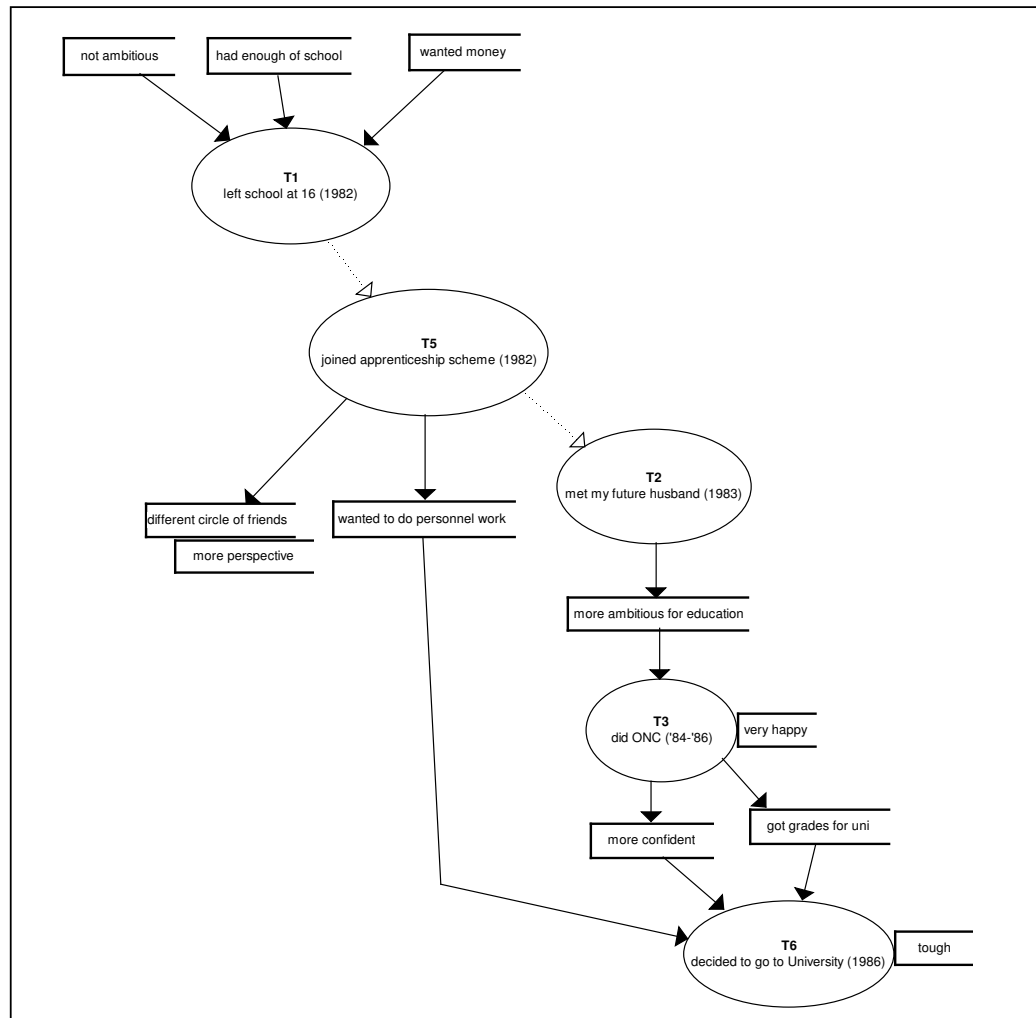 not ambitious
had enough of school
wanted money
T1
left school at 16 (1982)
T5
joined apprenticeship scheme (1982)
T2
met my future husband (1983)
different circle of friends
wanted to do personnel work
more perspective
more ambitious for education
T3
did ONC ('84-'86)
very happy
more confident
got grades for uni
T6
decided to go to University (1986)
tough